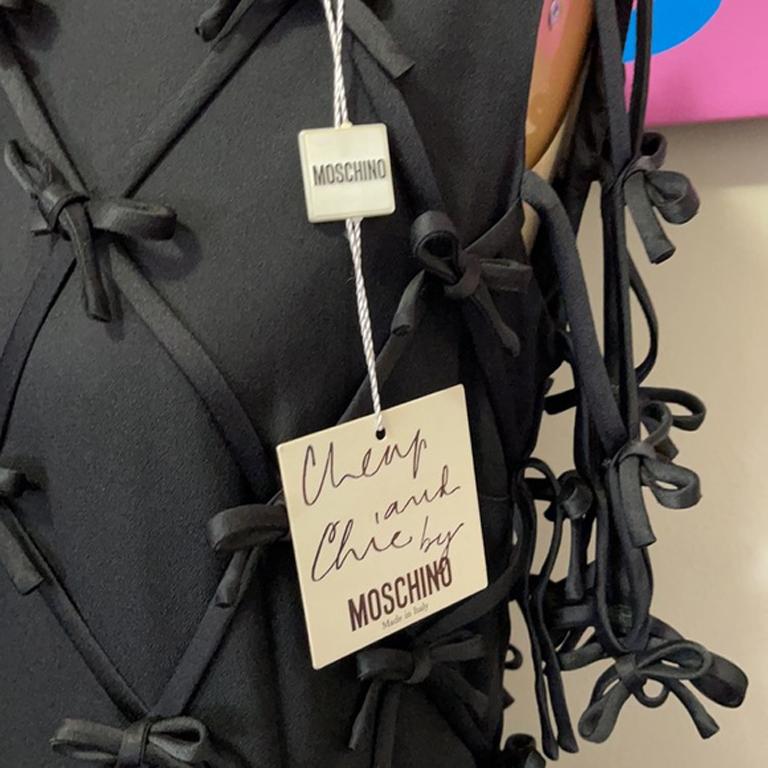 MOSCHINO
Cheap
and
Chic by
MOSCHINO
Made in Italy